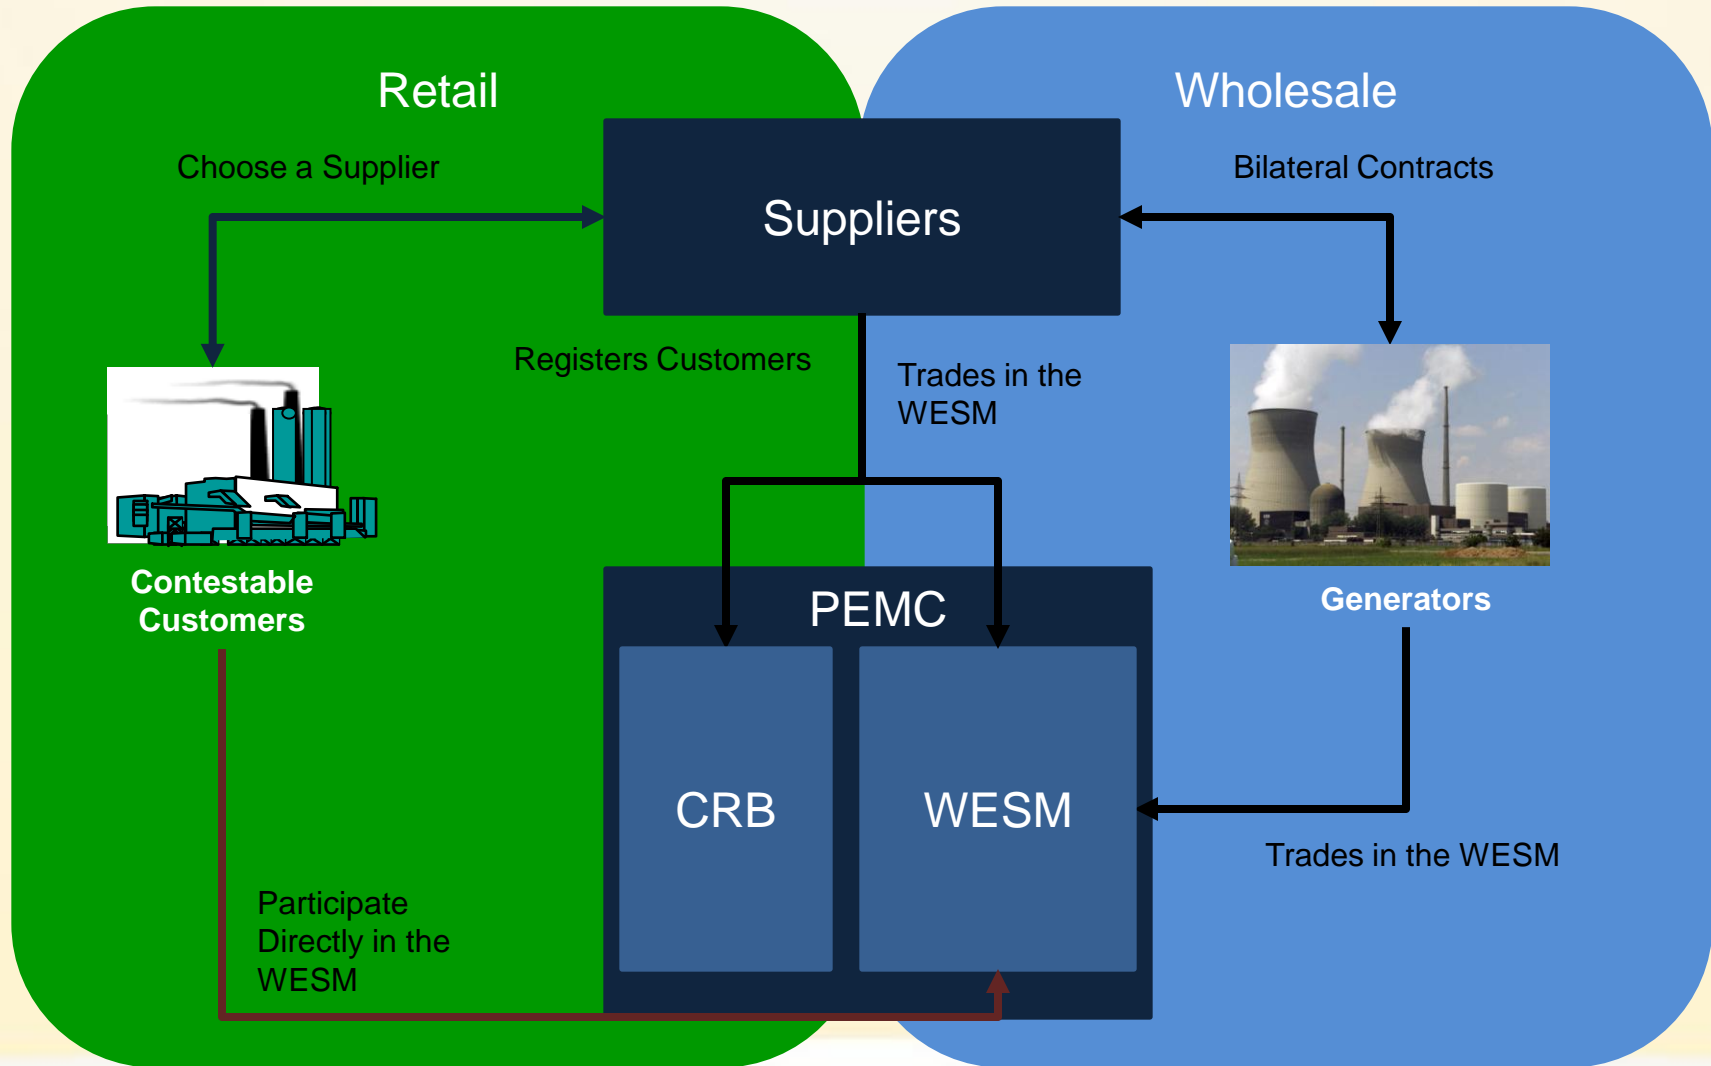 Retail
Wholesale
Choose a Supplier
Suppliers
Bilateral Contracts
Registers Customers
Trades in the
WESM
Contestable
Customers
PEMC
Generators
CRB
WESM
Trades in the WESM
Participate
Directly in the
WESM